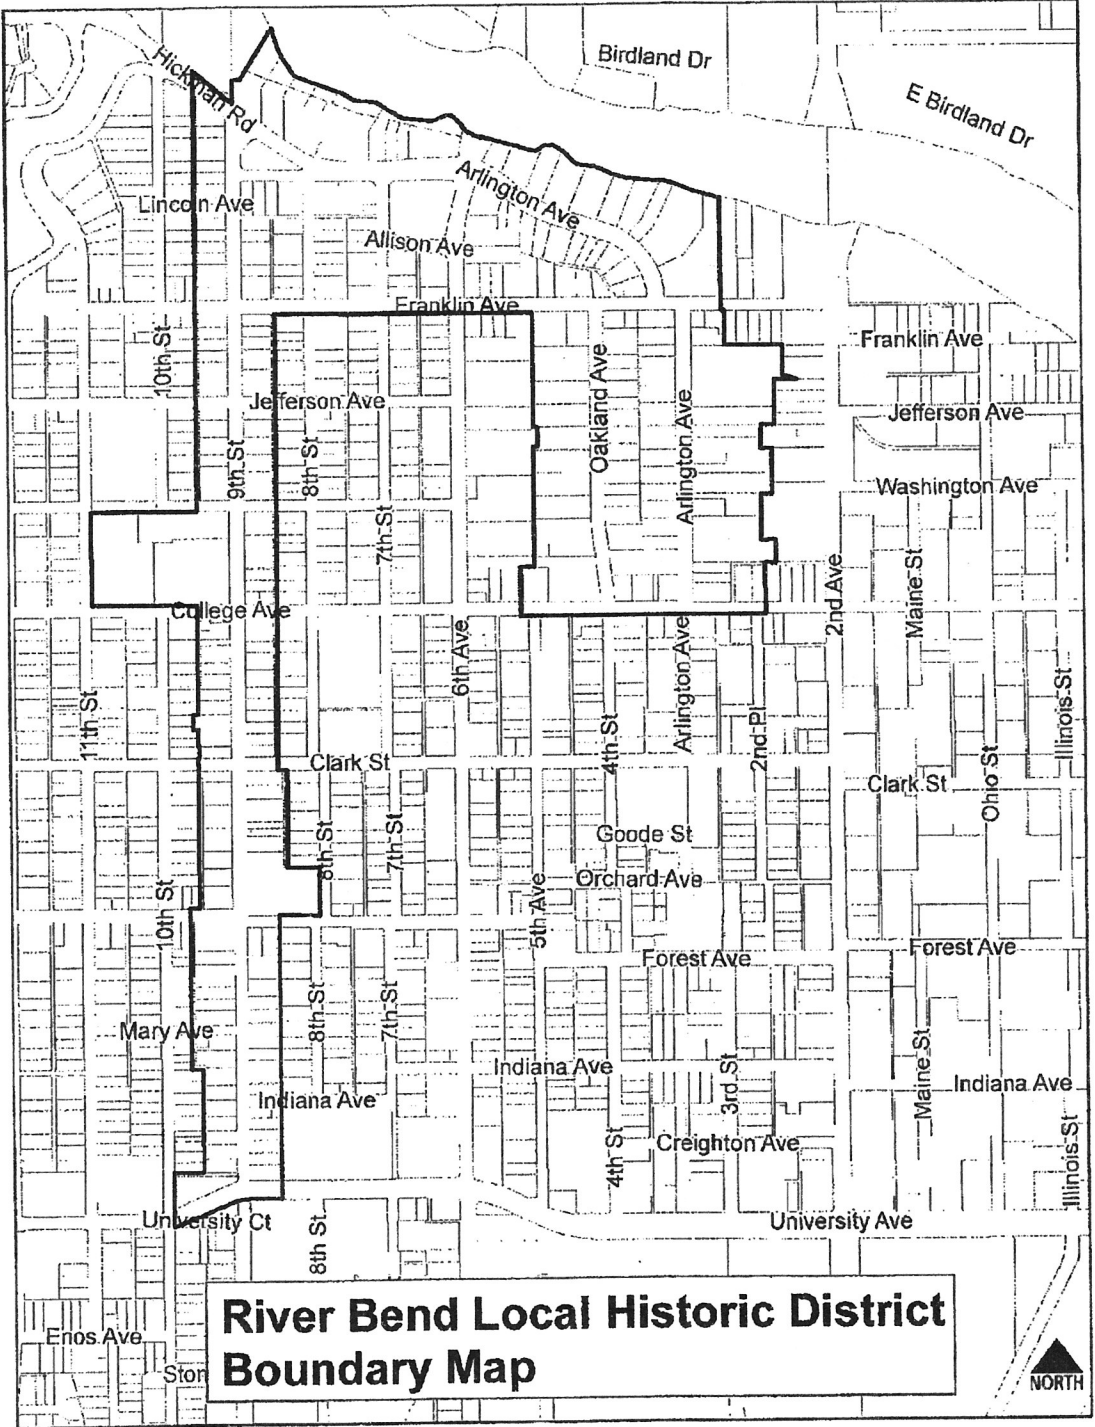 Birdland Dr
Hickman Rd
E Birdland Dr
Arlington Ave
Lincoln Ave
Allison Ave
Franklin Ave
Franklin Ave
10th St
Oakland Ave
Jefferson Ave
Arlington Ave
Jefferson Ave
9th St
8th St
Washington Ave
7th St
2nd Ave
Maine St
College Ave
6th Ave
Arlington Ave
11th St
4th St
2nd Pl
Illinois St
Clark St
Clark St
Ohio St
8th St
7th St
Goode St
Orchard Ave
10th St
5th Ave
Forest Ave
Forest Ave
8th St
7th St
Mary Ave
Indiana Ave
3rd St
Maine St
Indiana Ave
Indiana Ave
4th St
Creighton Ave
Illinois St
University Ct
8th St
University Ave
Enos Ave
Ston
River Bend Local Historic District
Boundary Map
NORTH